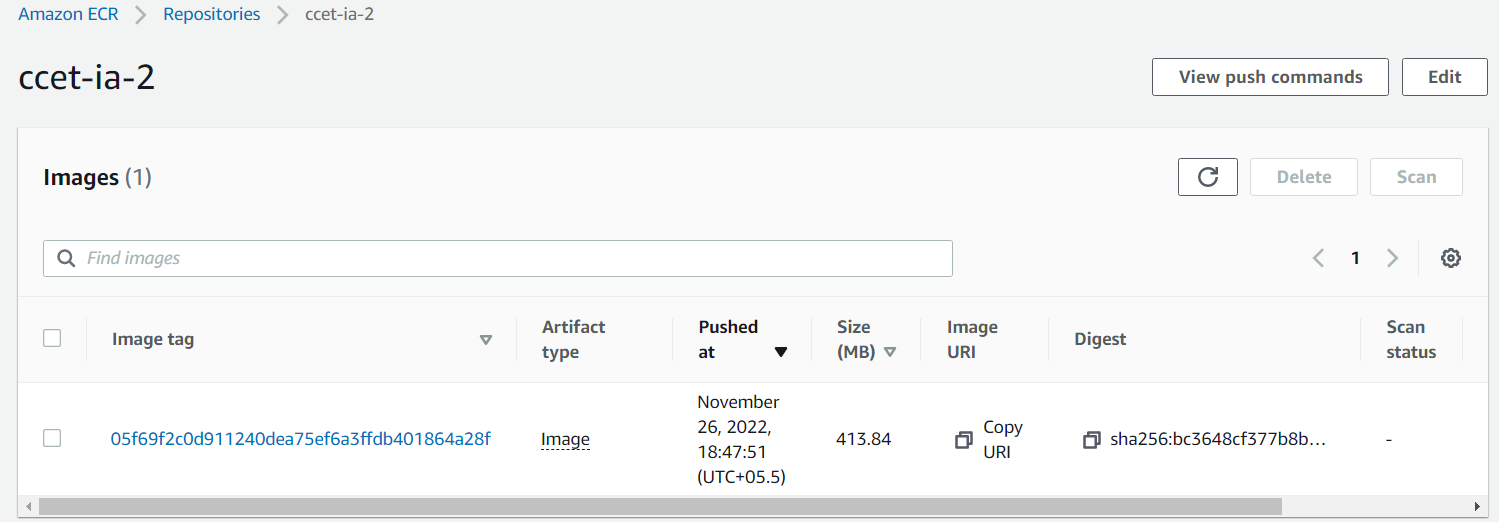 Amazon ECR > Repositories > ccet-ia-2
ccet-ia-2
View push commands
Edit
Images (1)
Delete
Scan
Find images
1
Image tag
Artifact
type
Pushed
at
Size
(MB)
Image
URI
Digest
Scan
status
05f69f2c0d911240dea75ef6a3ffdb401864a28f
Image
November
26, 2022,
18:47:51
(UTC+05.5)
413.84
Copy
URI
sha256:bc3648cf377b8b...
-